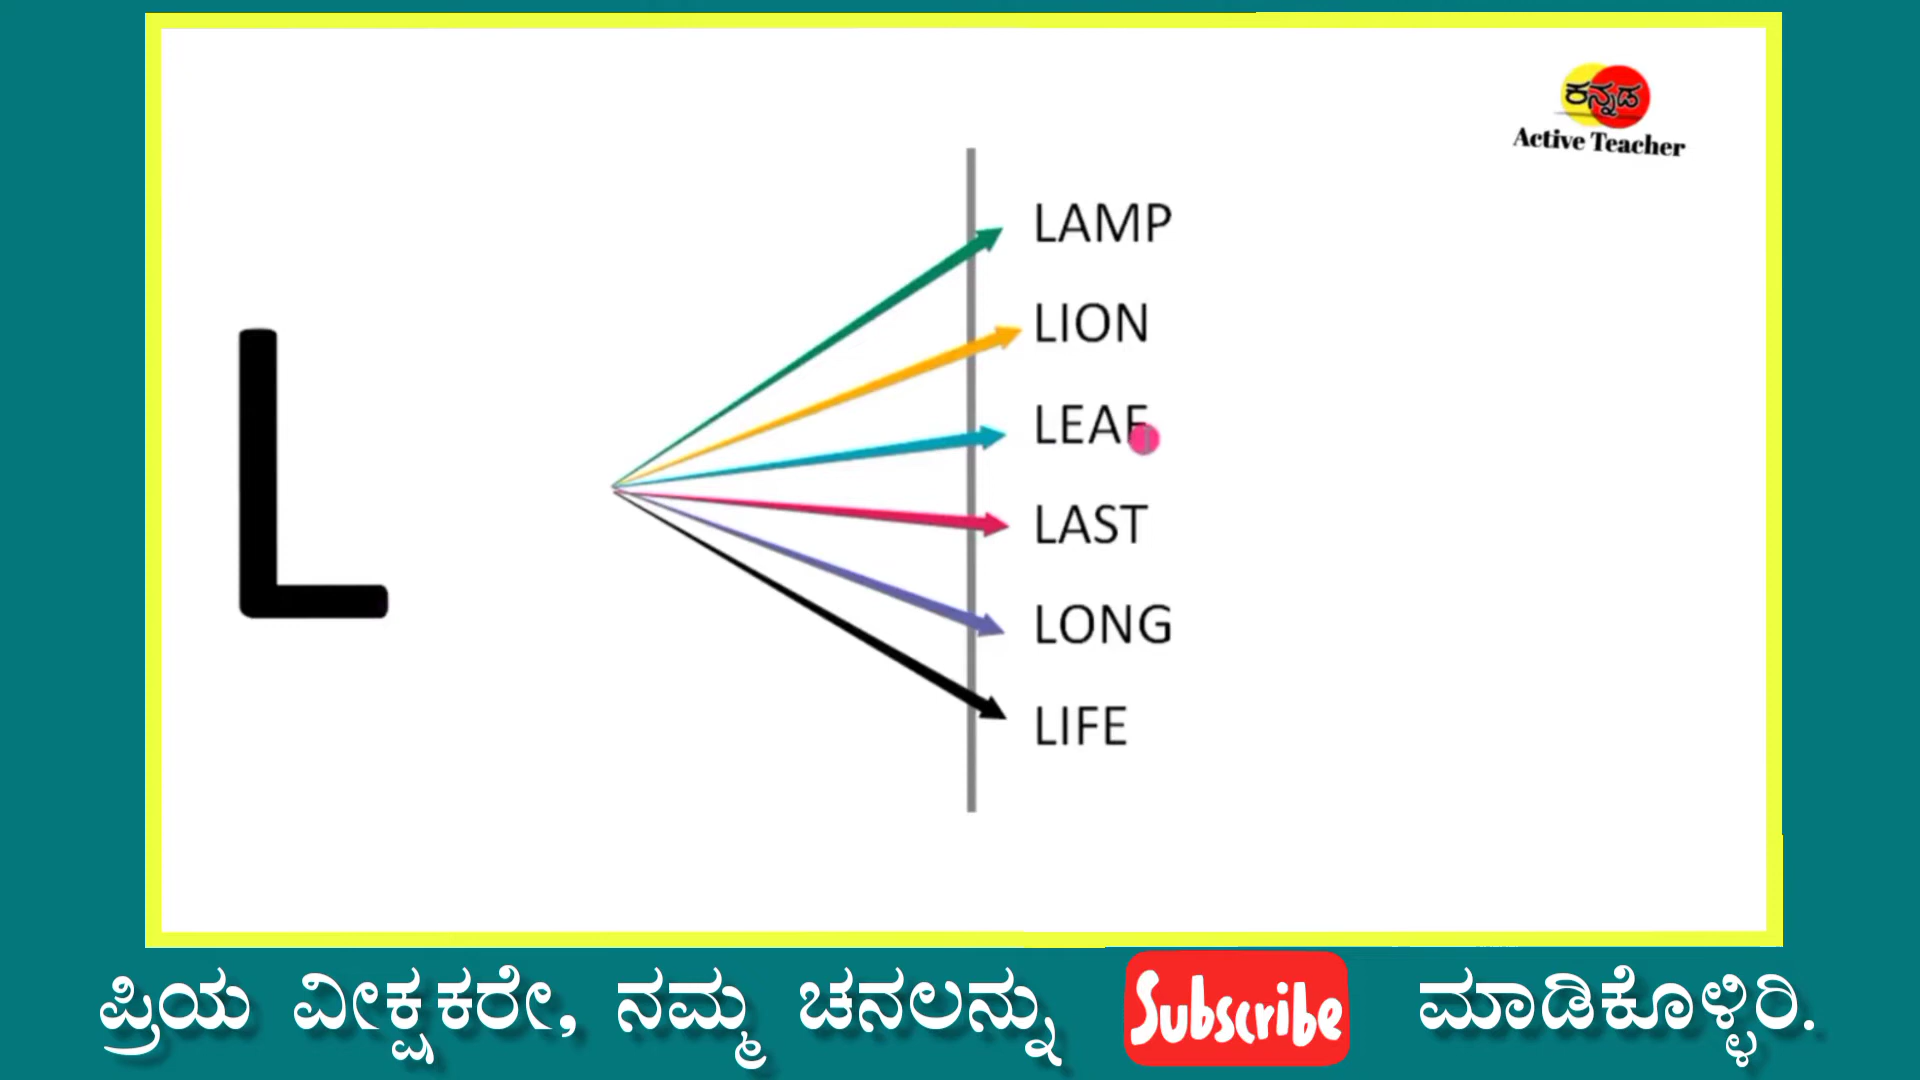 ಕನ್ನಡ
Active Teacher
L
LAMP
LION
LEAF
LAST
LONG
LIFE
ಪ್ರಿಯ ವೀಕ್ಷಕರೇ, ನಮ್ಮ ಚನಲನ್ನು Subscribe ಮಾಡಿಕೊಳ್ಳಿರಿ.